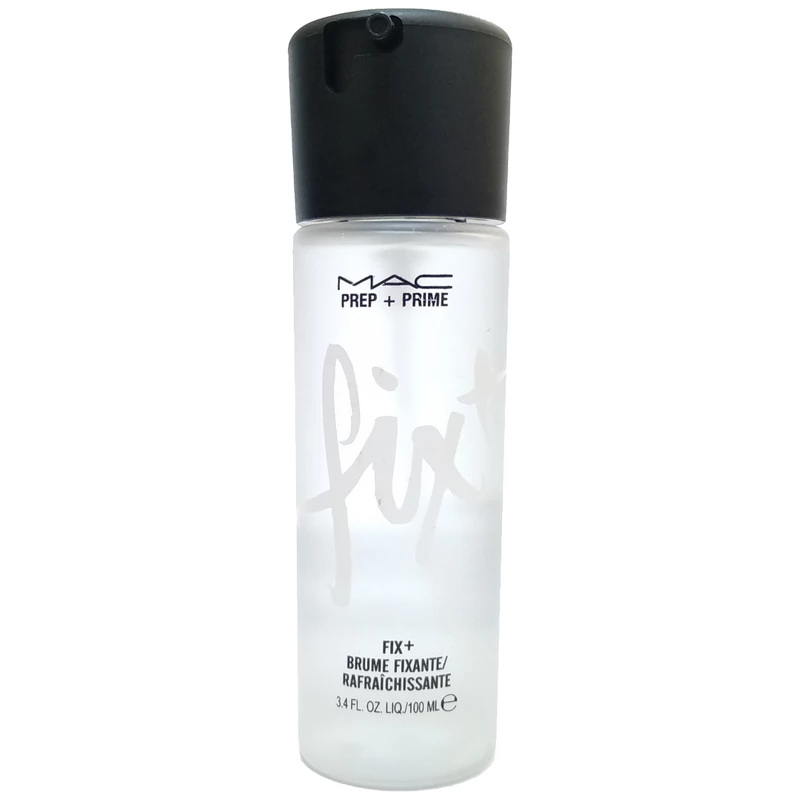 MAC
PREP + PRIME
fix+
FIX+
BRUME FIXANTE/
RAFRAÎCHISSANTE
3.4 FL. OZ. LIQ./100 ML ℮